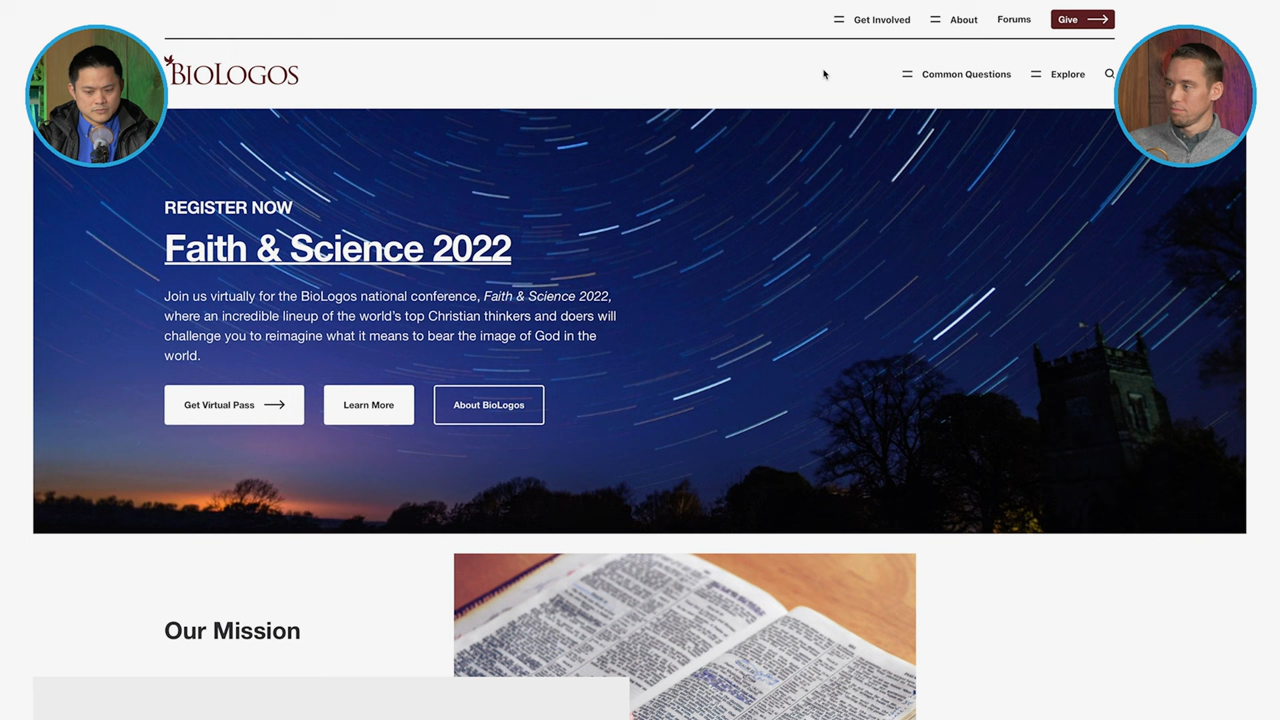 Get Involved
About
Forums
Give
BIOLOGOS
Common Questions
Explore
REGISTER NOW
Faith & Science 2022
Join us virtually for the BioLogos national conference, Faith & Science 2022,
where an incredible lineup of the world's top Christian thinkers and doers will
challenge you to reimagine what it means to bear the image of God in the
world.
Get Virtual Pass
Learn More
About BioLogos
Our Mission